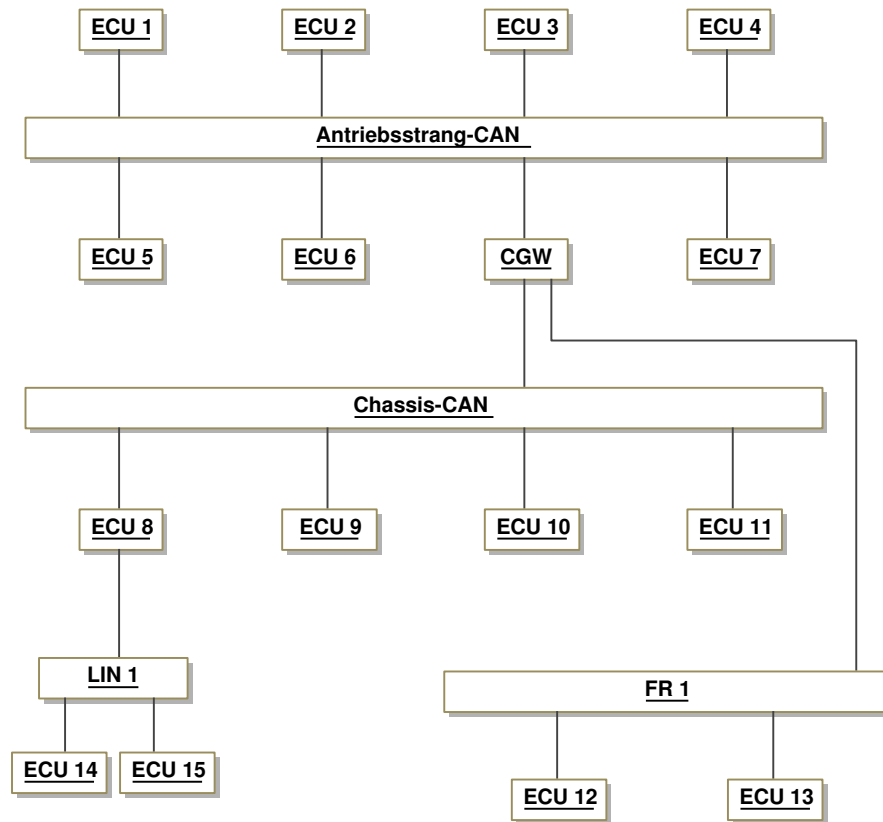 ECU 1
ECU 2
ECU 3
ECU 4
Antriebsstrang-CAN
ECU 5
ECU 6
CGW
ECU 7
Chassis-CAN
ECU 8
ECU 9
ECU 10
ECU 11
LIN 1
FR 1
ECU 14
ECU 15
ECU 12
ECU 13